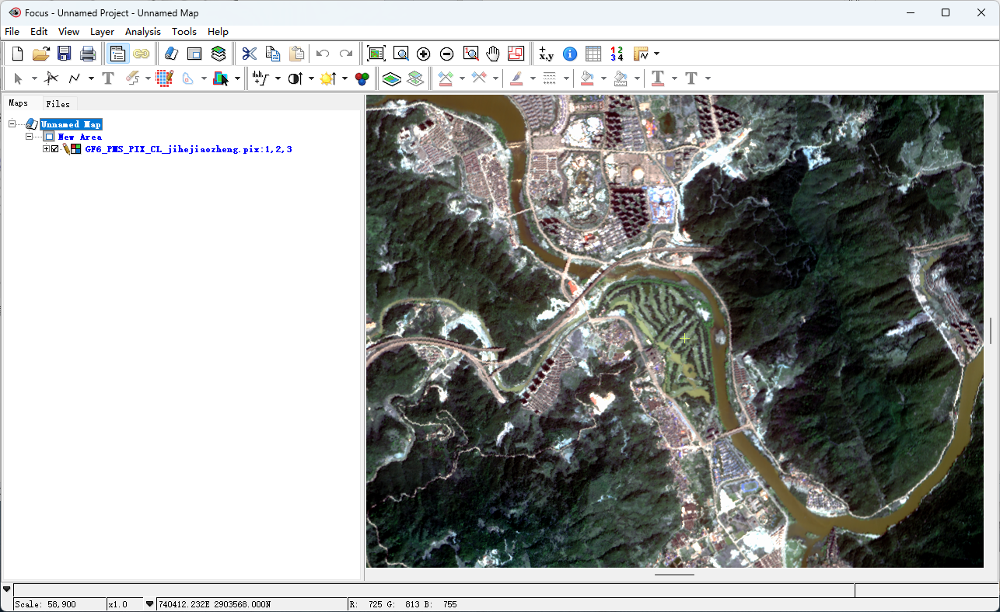 Focus - Unnamed Project - Unnamed Map
File Edit View Layer Analysis Tools Help
+x,y
1 2
3 4
Maps Files
Unnamed Map
New Area
GF6_PMS_PIX_CL_jihejiaozheng.pix:1,2,3
Scale: 58,900 x1.0 740412.232E 2903568.000N R: 725 G: 813 B: 755